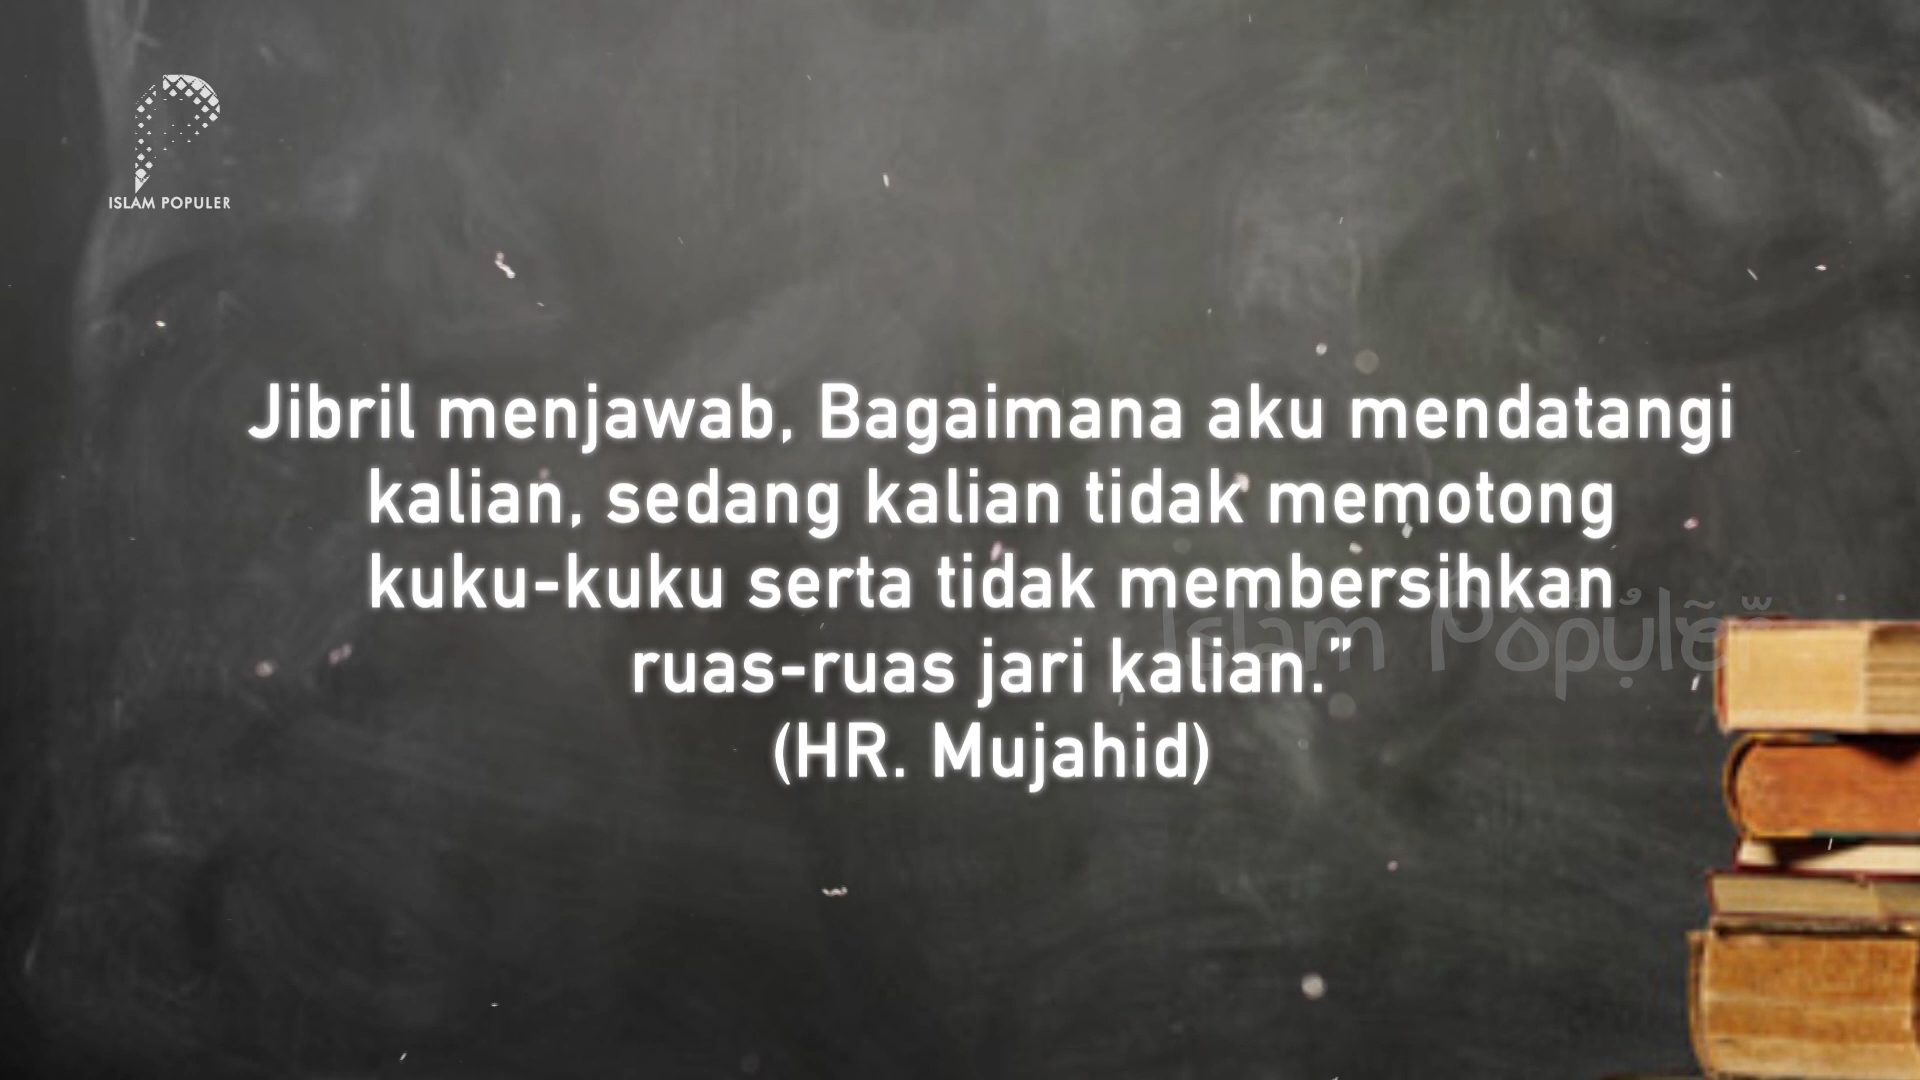 ISLAM POPULER
Jibril menjawab, Bagaimana aku mendatangi
kalian, sedang kalian tidak memotong
kuku-kuku serta tidak membersihkan
ruas-ruas jari kalian."
(HR. Mujahid)
Islam Populer